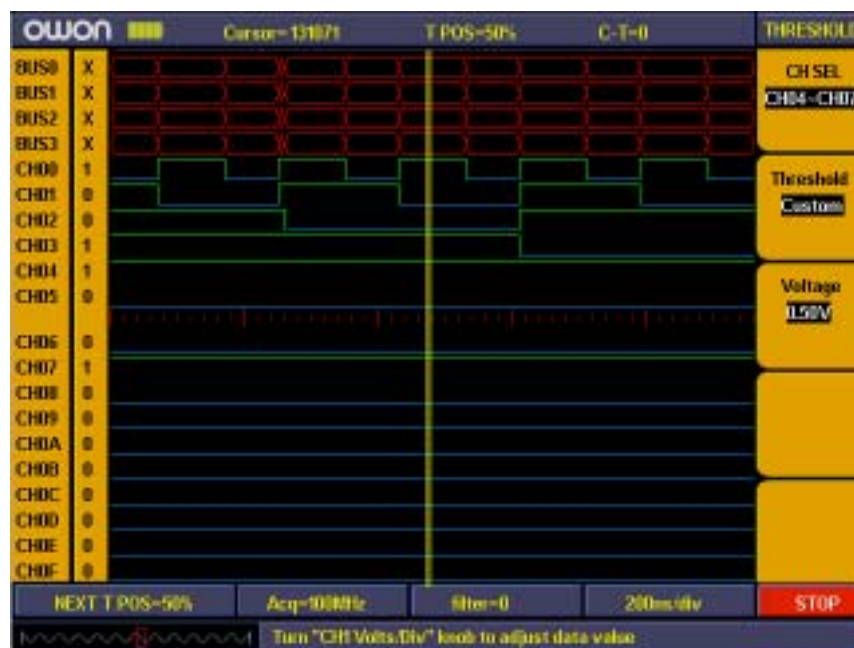 owon Cursor=131071 T POS=50% C-T=0 THRESHOLD
BUS0 X
BUS1 X
BUS2 X
BUS3 X
CH00 1
CH01 0
CH02 0
CH03 1
CH04 1
CH05 0
CH06 0
CH07 1
CH08 0
CH09 0
CH0A 0
CH0B 0
CH0C 0
CH0D 0
CH0E 0
CH0F 0
CH SEL
CH04~CH07
Threshold
Custom
Voltage
0.50V
NEXT T POS=50% Acq=100MHz filter=0 200ns/div STOP
Turn "CH1 Volts/Div" knob to adjust data value